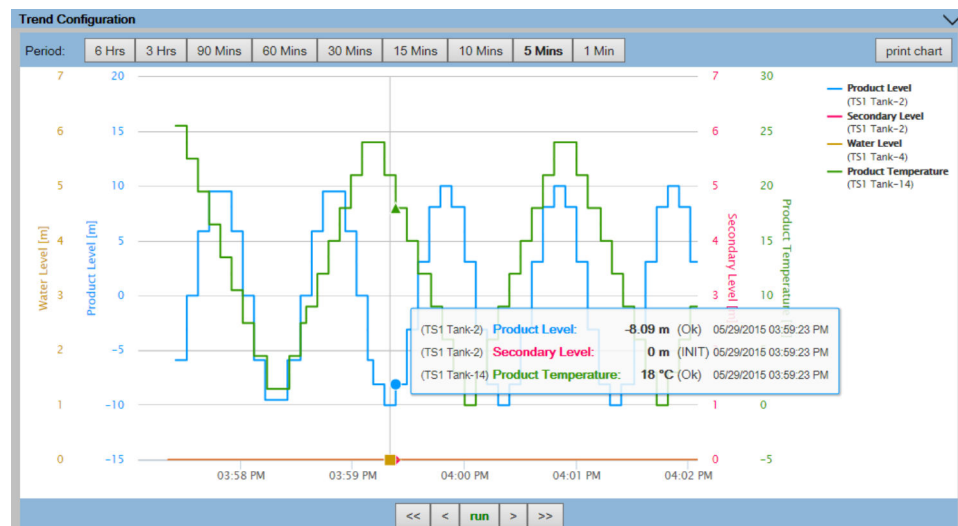 Trend Configuration
Period: 6 Hrs 3 Hrs 90 Mins 60 Mins 30 Mins 15 Mins 10 Mins 5 Mins 1 Min print chart
7 20 7 30
6 15 6 25
5 10 5 20
4 5 4 15
3 0 3 10
2 -5
1 -10 1 0
0 -15 0 -5
Water Level [m]
Product Level [m]
Secondary Level [m]
Product Temperature
Product Level
(TS1 Tank-2)
Secondary Level
(TS1 Tank-2)
Water Level
(TS1 Tank-4)
Product Temperature
(TS1 Tank-14)
(TS1 Tank-2) Product Level: -8.09 m (Ok) 05/29/2015 03:59:23 PM
(TS1 Tank-2) Secondary Level: 0 m (INIT) 05/29/2015 03:59:23 PM
(TS1 Tank-14) Product Temperature: 18 °C (Ok) 05/29/2015 03:59:23 PM
03:58 PM 03:59 PM 04:00 PM 04:01 PM 04:02 PM
<< < run > >>